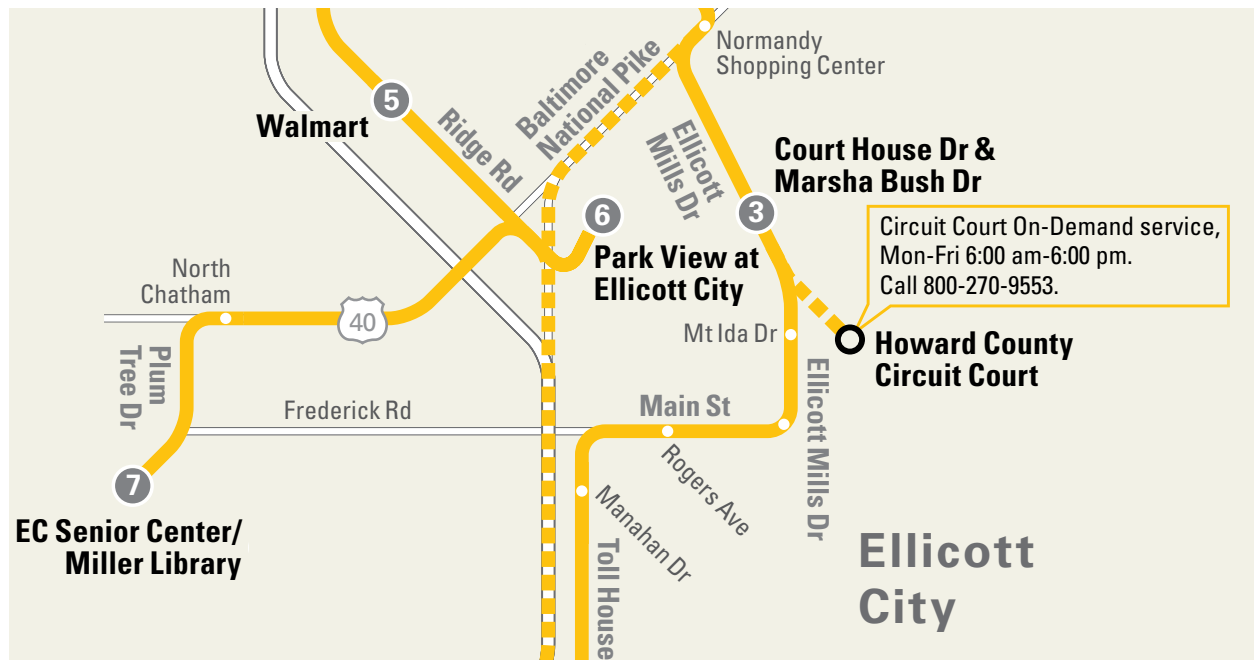 Normandy
Shopping Center
Baltimore
National Pike
5
Walmart
Ridge Rd
Ellicott
Mills Dr
Court House Dr &
Marsha Bush Dr
3
6
Park View at
Ellicott City
Circuit Court On-Demand service,
Mon-Fri 6:00 am-6:00 pm.
Call 800-270-9553.
North
Chatham
40
Mt Ida Dr
Howard County
Circuit Court
Plum
Tree Dr
Frederick Rd
Main St
Ellicott Mills Dr
Rogers Ave
7
EC Senior Center/
Miller Library
Manahan Dr
Toll House
Ellicott
City